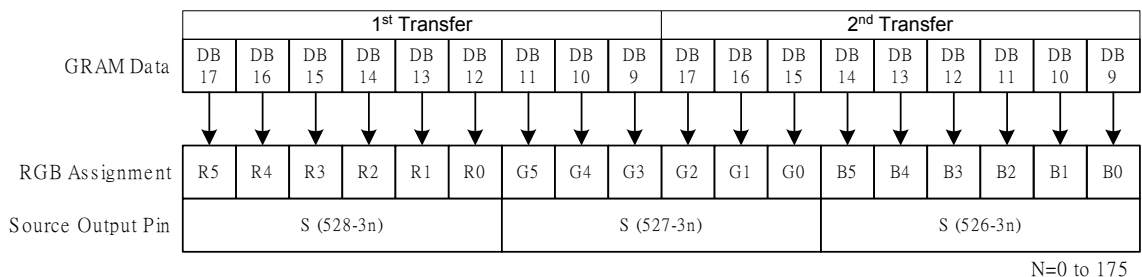 1st Transfer 2nd Transfer
GRAM Data DB 17 DB 16 DB 15 DB 14 DB 13 DB 12 DB 11 DB 10 DB 9 DB 17 DB 16 DB 15 DB 14 DB 13 DB 12 DB 11 DB 10 DB 9
RGB Assignment R5 R4 R3 R2 R1 R0 G5 G4 G3 G2 G1 G0 B5 B4 B3 B2 B1 B0
Source Output Pin S (528-3n) S (527-3n) S (526-3n)
N=0 to 175